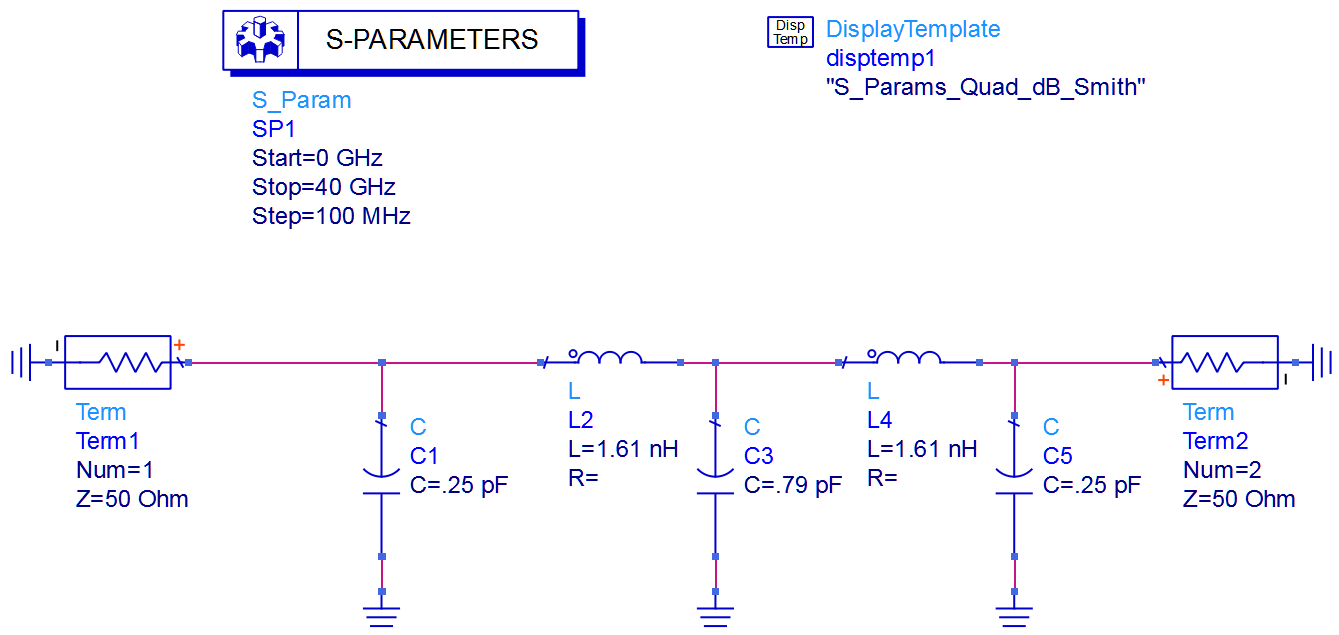 S-PARAMETERS
S_Param
SP1
Start=0 GHz
Stop=40 GHz
Step=100 MHz
Disp
Temp
DisplayTemplate
disptemp1
"S_Params_Quad_dB_Smith"
Term
Term1
Num=1
Z=50 Ohm
C
C1
C=.25 pF
L
L2
L=1.61 nH
R=
C
C3
C=.79 pF
L
L4
L=1.61 nH
R=
C
C5
C=.25 pF
Term
Term2
Num=2
Z=50 Ohm